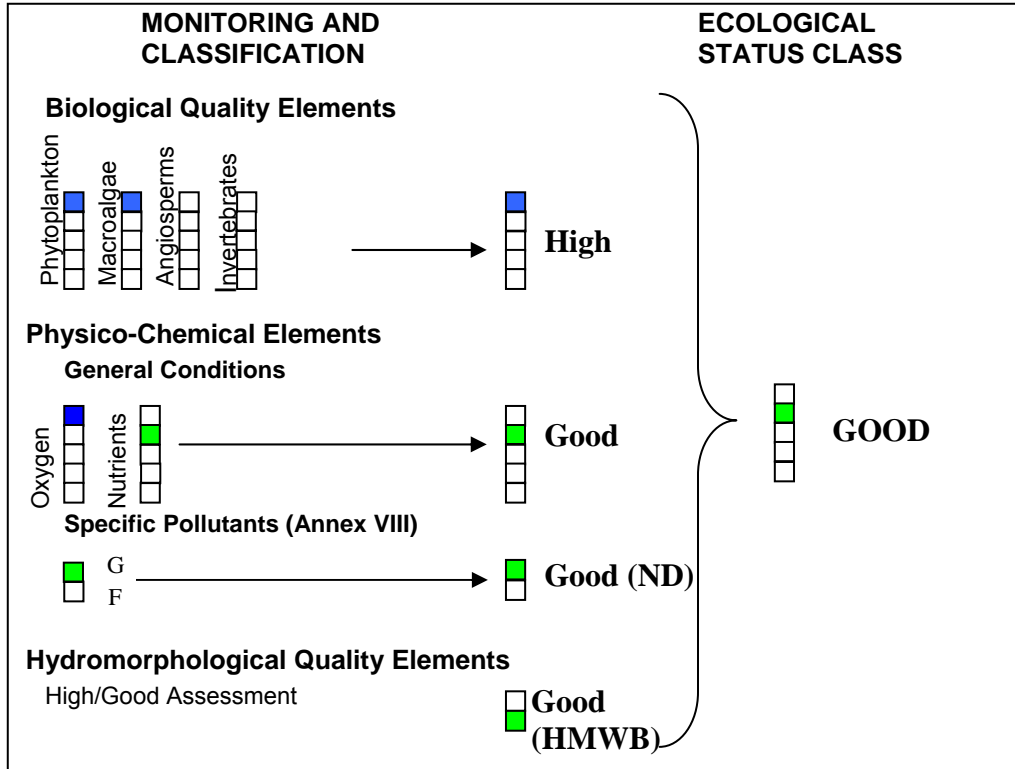 MONITORING AND
CLASSIFICATION
ECOLOGICAL
STATUS CLASS
Biological Quality Elements
Phytoplankton
Macroalgae
Angiosperms
Invertebrates
High
Physico-Chemical Elements
General Conditions
Oxygen
Nutrients
Good
GOOD
Specific Pollutants (Annex VIII)
G
F
Good (ND)
Hydromorphological Quality Elements
High/Good Assessment
Good
(HMWB)